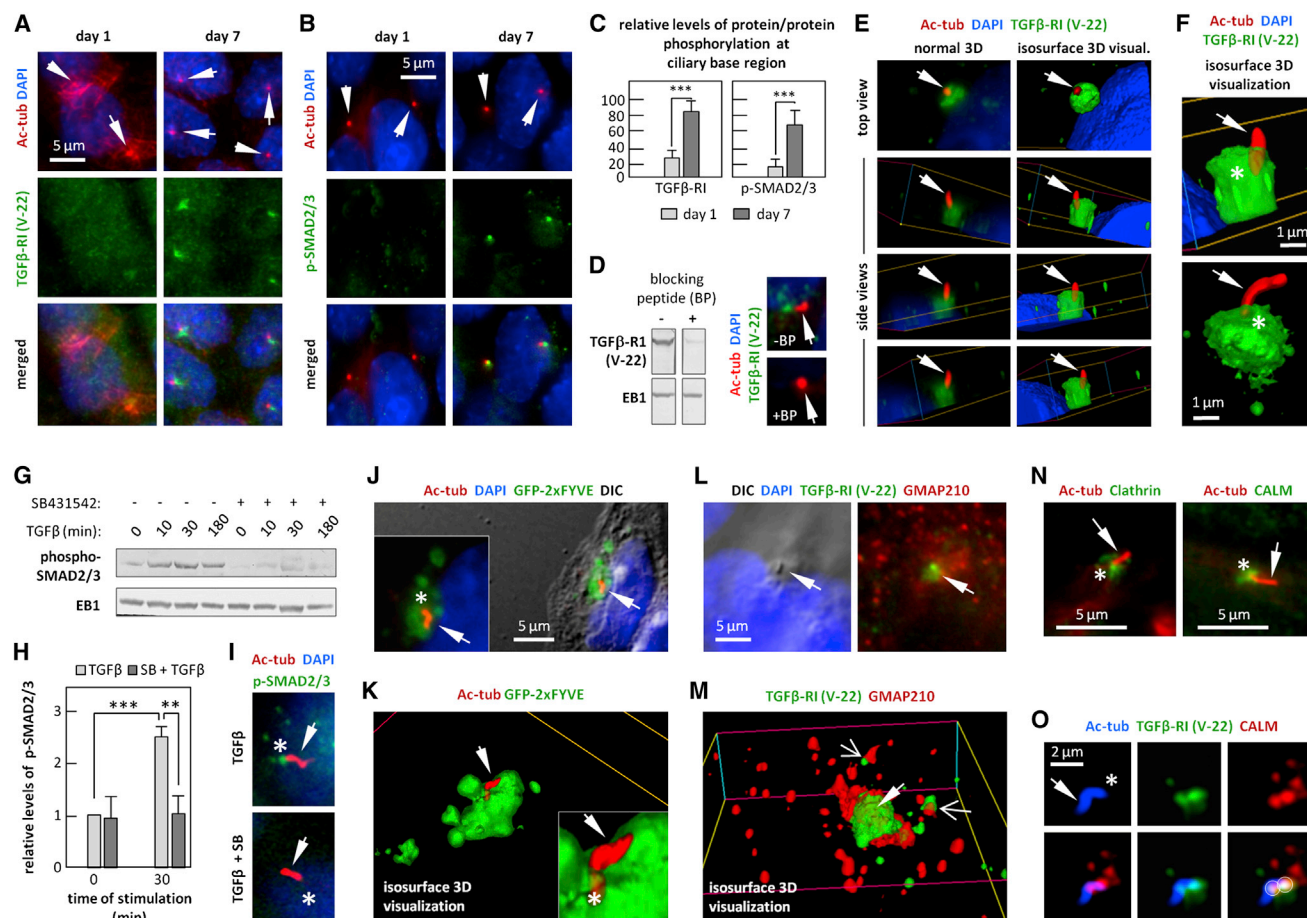 A
day 1 day 7
Ac-tub DAPI
5 µm
TGFβ-RI (V-22)
merged
B
day 1 day 7
Ac-tub DAPI
5 µm
p-SMAD2/3
merged
C
relative levels of protein/protein
phosphorylation at
ciliary base region
*** ***
100
80
60
40
20
0
TGFβ-RI p-SMAD2/3
day 1 day 7
D
blocking
peptide (BP)
- +
TGFβ-R1
(V-22)
EB1
Ac-tub DAPI
TGFβ-RI (V-22)
-BP
+BP
E
Ac-tub DAPI TGFβ-RI (V-22)
normal 3D isosurface 3D visual.
top view
side views
F
Ac-tub DAPI
TGFβ-RI (V-22)
isosurface 3D
visualization
*
1 µm
*
1 µm
G
SB431542: - - - - + + + +
TGFβ (min): 0 10 30 180 0 10 30 180
phospho-
SMAD2/3
EB1
H
TGFβ SB + TGFβ
relative levels of p-SMAD2/3
*** **
3
2
1
0
0 30
time of stimulation
(min)
I
Ac-tub DAPI
p-SMAD2/3
TGFβ
*
TGFβ + SB
*
J
Ac-tub DAPI GFP-2xFYVE DIC
*
5 µm
K
Ac-tub GFP-2xFYVE
isosurface 3D
visualization
*
L
DIC DAPI TGFβ-RI (V-22) GMAP210
5 µm 5 µm
M
TGFβ-RI (V-22) GMAP210
isosurface 3D
visualization
N
Ac-tub Clathrin Ac-tub CALM
* *
5 µm 5 µm
O
Ac-tub TGFβ-RI (V-22) CALM
2 µm
*